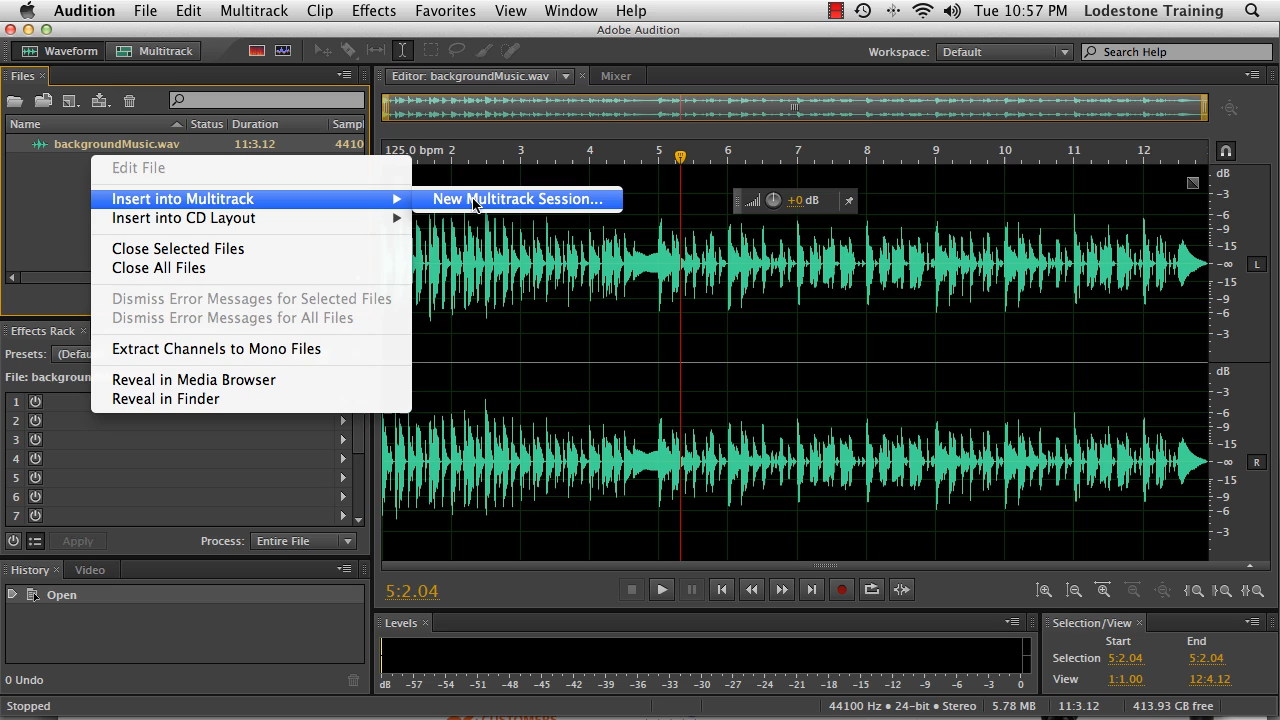 Audition File Edit Multitrack Clip Effects Favorites View Window Help Tue 10:57 PM Lodestone Training
Adobe Audition
Waveform Multitrack Workspace: Default Search Help
Files × Editor: backgroundMusic.wav × Mixer
Name Status Duration Sampl
backgroundMusic.wav 11:3.12 4410
125.0 bpm 2 3 4 5 6 7 8 9 10 11 12
Edit File
Insert into Multitrack
New Multitrack Session...
Insert into CD Layout
Close Selected Files
Close All Files
Dismiss Error Messages for Selected Files
Dismiss Error Messages for All Files
Extract Channels to Mono Files
Reveal in Media Browser
Reveal in Finder
+0 dB
dB
-3
-6
-9
-15
-∞
-15
-9
-6
-3
L
dB
-3
-6
-9
-15
-∞
-15
-9
-6
-3
R
Effects Rack ×
Presets: (Defau
File: backgroun
1
2
3
4
5
6
7
Apply Process: Entire File
History × Video
Open
0 Undo
5:2.04
Levels ×
dB -57 -54 -51 -48 -45 -42 -39 -36 -33 -30 -27 -24 -21 -18 -15 -12 -9 -6 -3 0
Selection/View ×
Start End
Selection 5:2.04 5:2.04
View 1:1.00 12:4.12
Stopped 44100 Hz • 24-bit • Stereo 5.78 MB 11:3.12 413.93 GB free